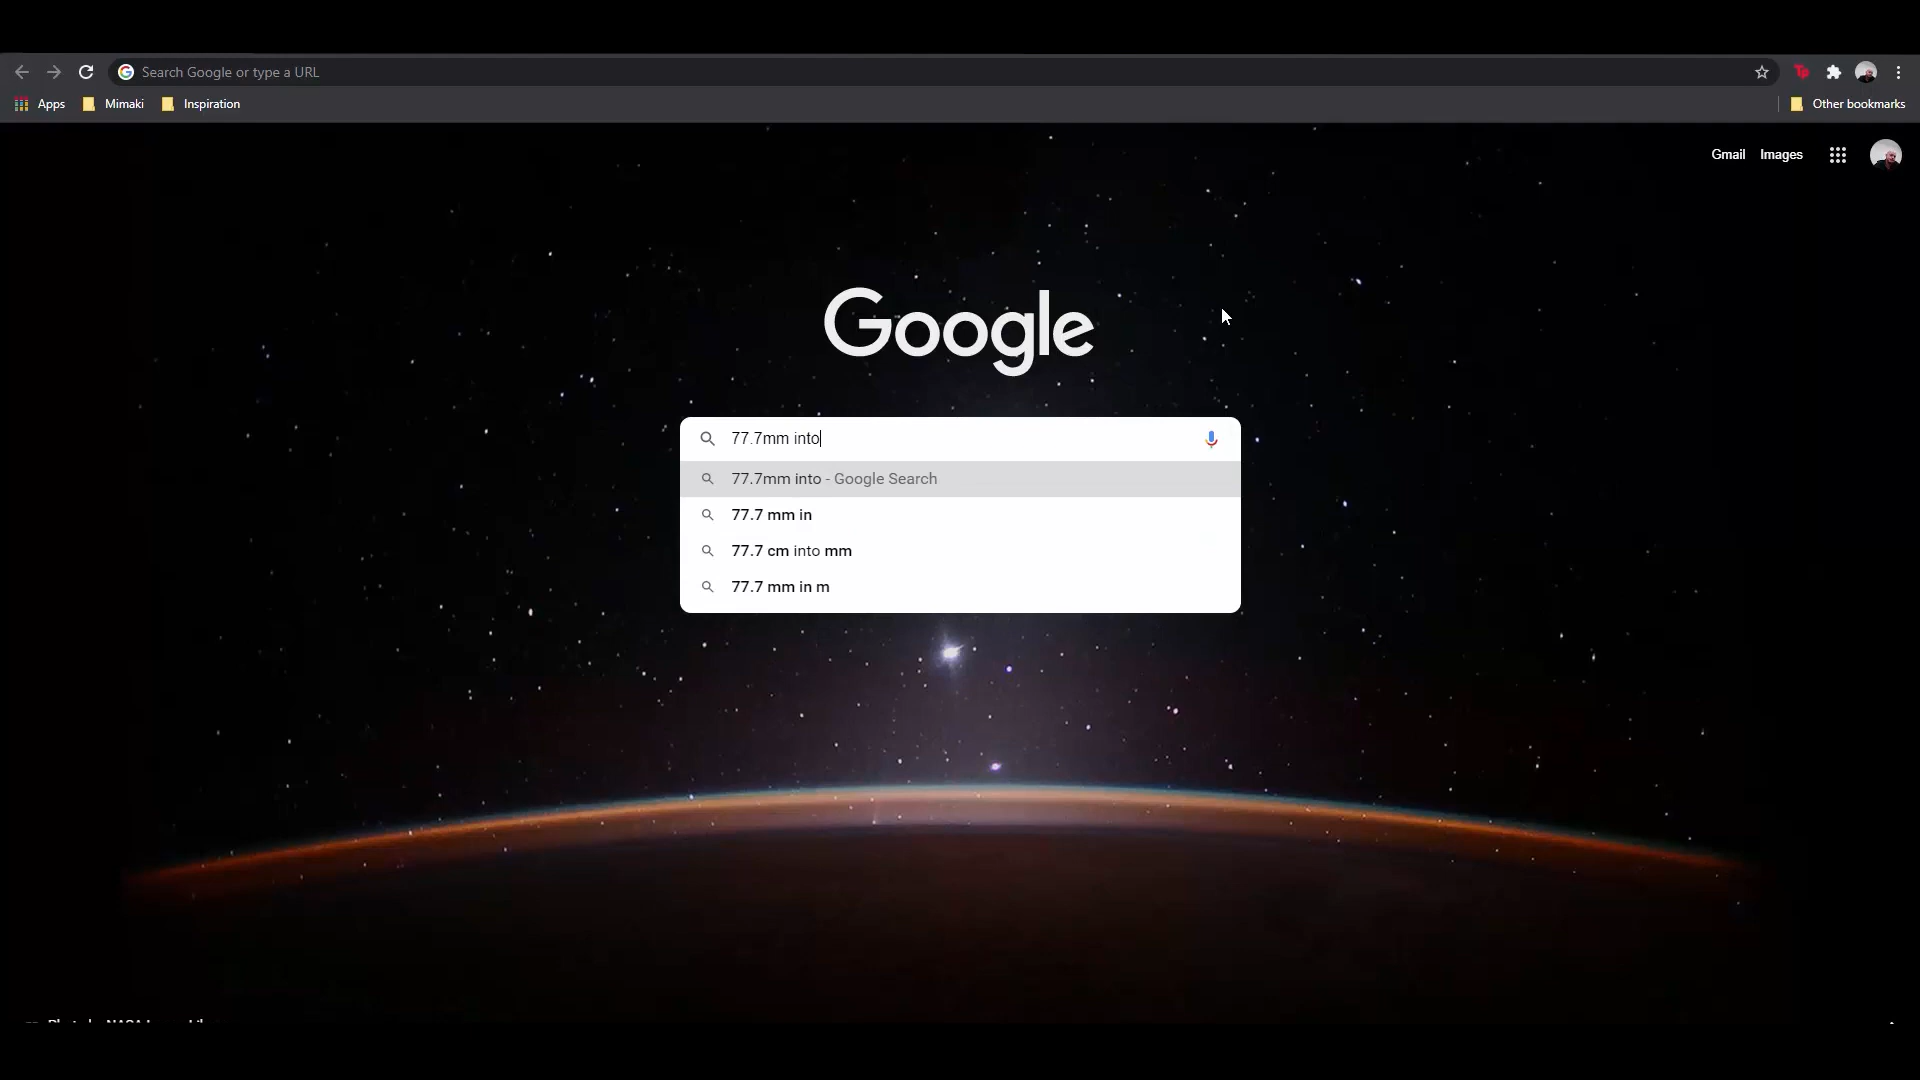 Search Google or type a URL
Apps Mimaki Inspiration Other bookmarks
Gmail Images
Google
77.7mm into
77.7mm into - Google Search
77.7 mm in
77.7 cm into mm
77.7 mm in m